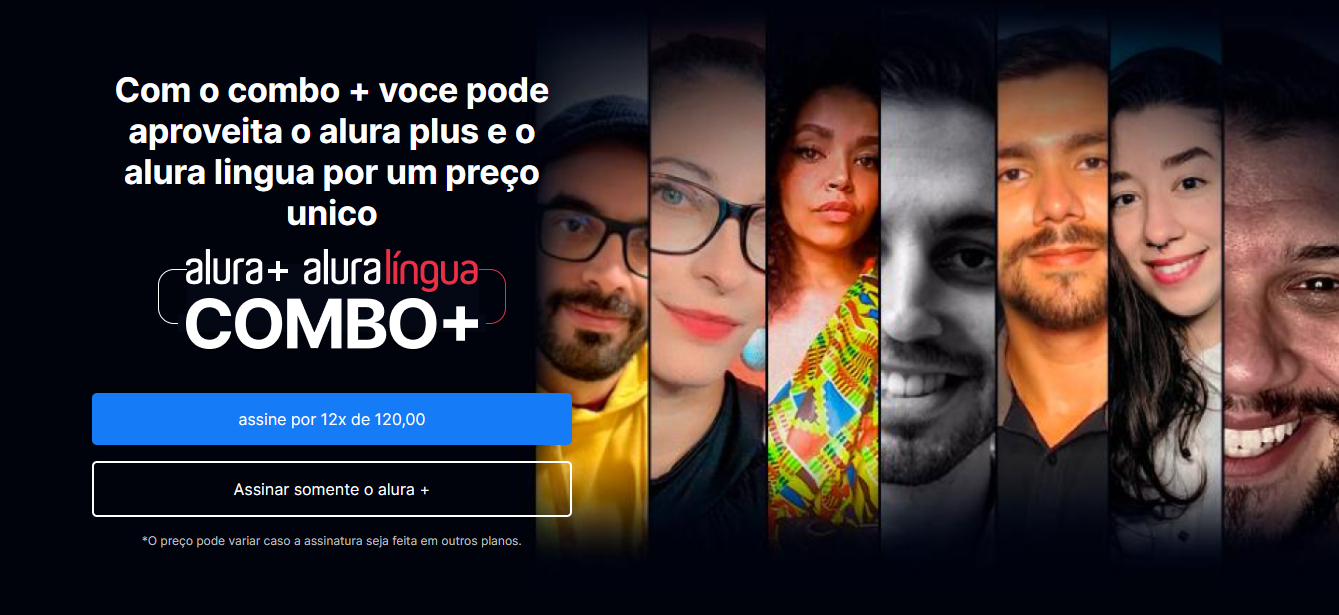 Com o combo + voce pode
aproveita o alura plus e o
alura lingua por um preço
unico
alura+ aluralíngua
COMBO+
assine por 12x de 120,00
Assinar somente o alura +
*O preço pode variar caso a assinatura seja feita em outros planos.